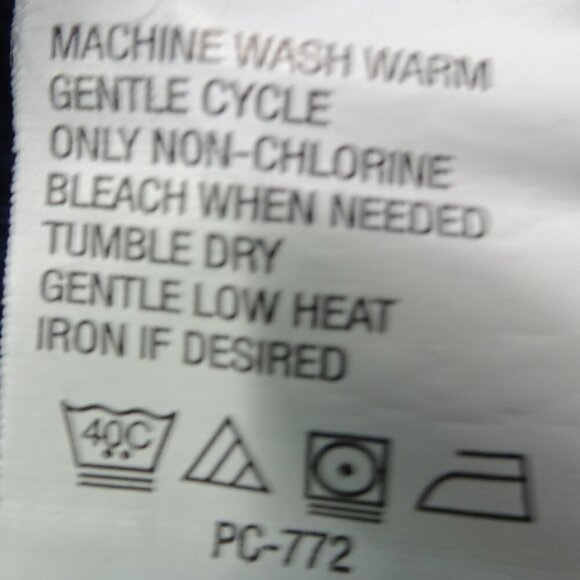 MACHINE WASH WARM
GENTLE CYCLE
ONLY NON-CHLORINE
BLEACH WHEN NEEDED
TUMBLE DRY
GENTLE LOW HEAT
IRON IF DESIRED
40C
PC-772